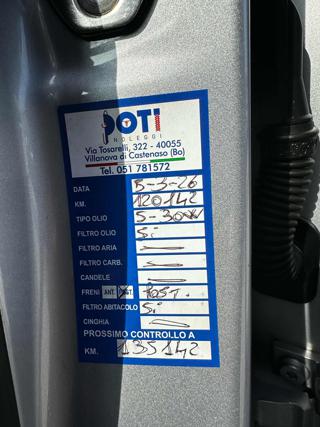 POTI
NOLEGGI
Via Tosarelli, 322 - 40055
Villanova di Castenaso (Bo)
Tel. 051 781572
DATA 5-3-26
KM. 120142
TIPO OLIO 5-30W
FILTRO OLIO Si
FILTRO ARIA
FILTRO CARB.
CANDELE
FRENI ANT. POST POST.
FILTRO ABITACOLO Si
CINGHIA
PROSSIMO CONTROLLO A
KM. 135142